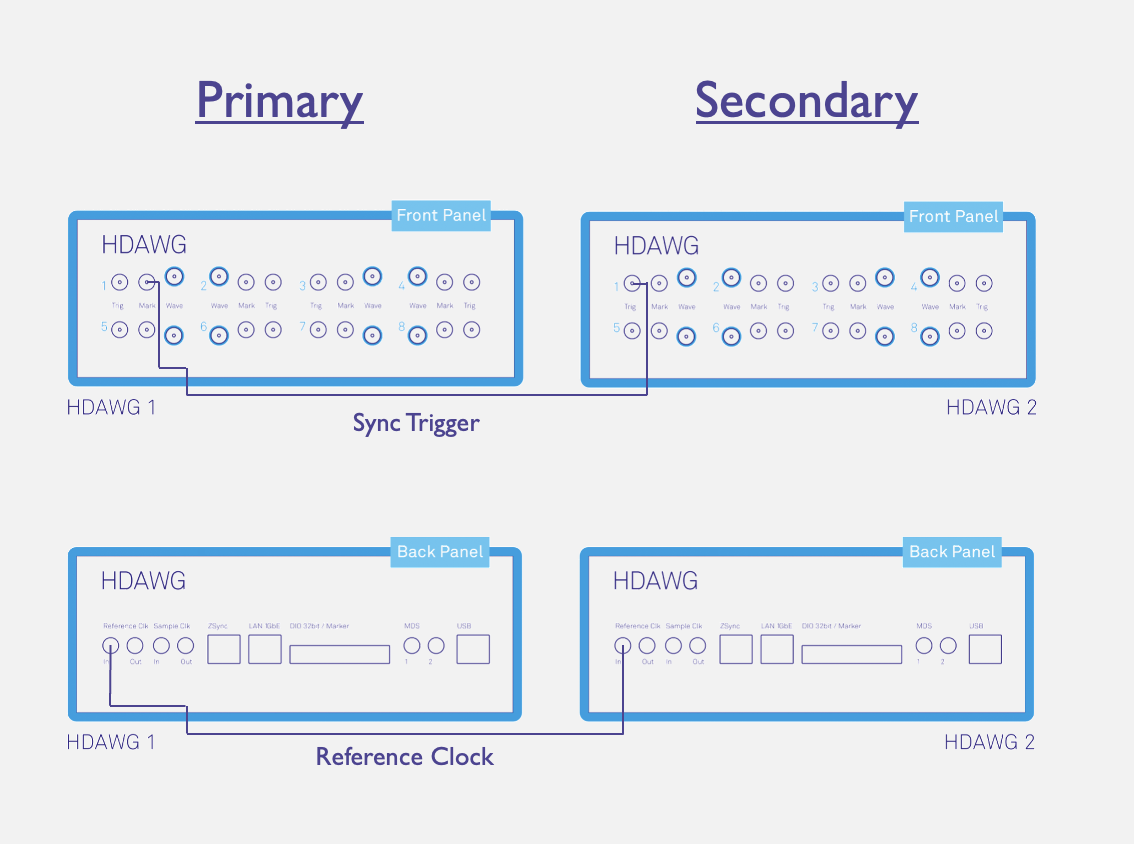 Primary Secondary
Front Panel Front Panel
HDAWG HDAWG
1 2 3 4 1 2 3 4
Trig Mark Wave Wave Mark Trig Trig Mark Wave Wave Mark Trig Trig Mark Wave Wave Mark Trig Trig Mark Wave Wave Mark Trig
5 6 7 8 5 6 7 8
HDAWG 1 HDAWG 2
Sync Trigger
Back Panel Back Panel
HDAWG HDAWG
Reference Clk Sample Clk ZSync LAN 1GbE DIO 32bit / Marker MDS USB Reference Clk Sample Clk ZSync LAN 1GbE DIO 32bit / Marker MDS USB
In Out In Out 1 2 In Out In Out 1 2
HDAWG 1 HDAWG 2
Reference Clock